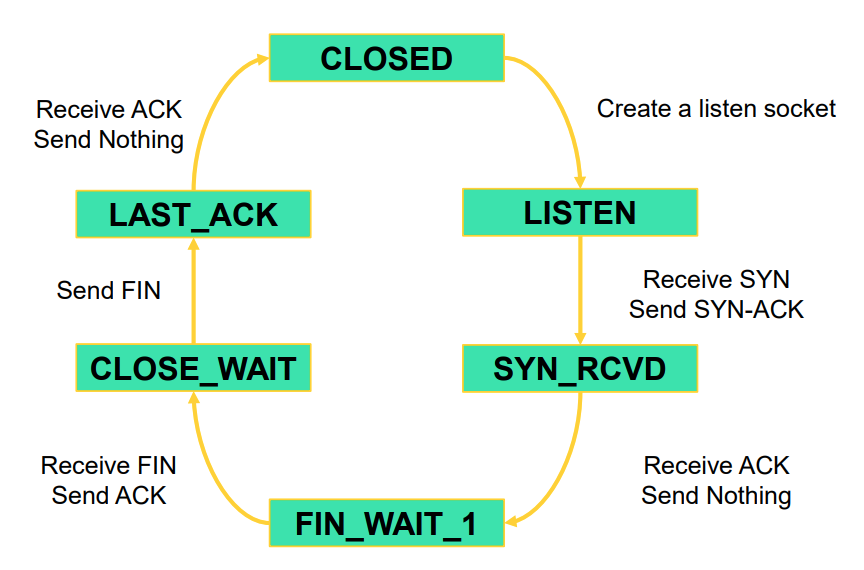 CLOSED
Receive ACK
Send Nothing
Create a listen socket
LAST_ACK
LISTEN
Send FIN
Receive SYN
Send SYN-ACK
CLOSE_WAIT
SYN_RCVD
Receive FIN
Send ACK
Receive ACK
Send Nothing
FIN_WAIT_1